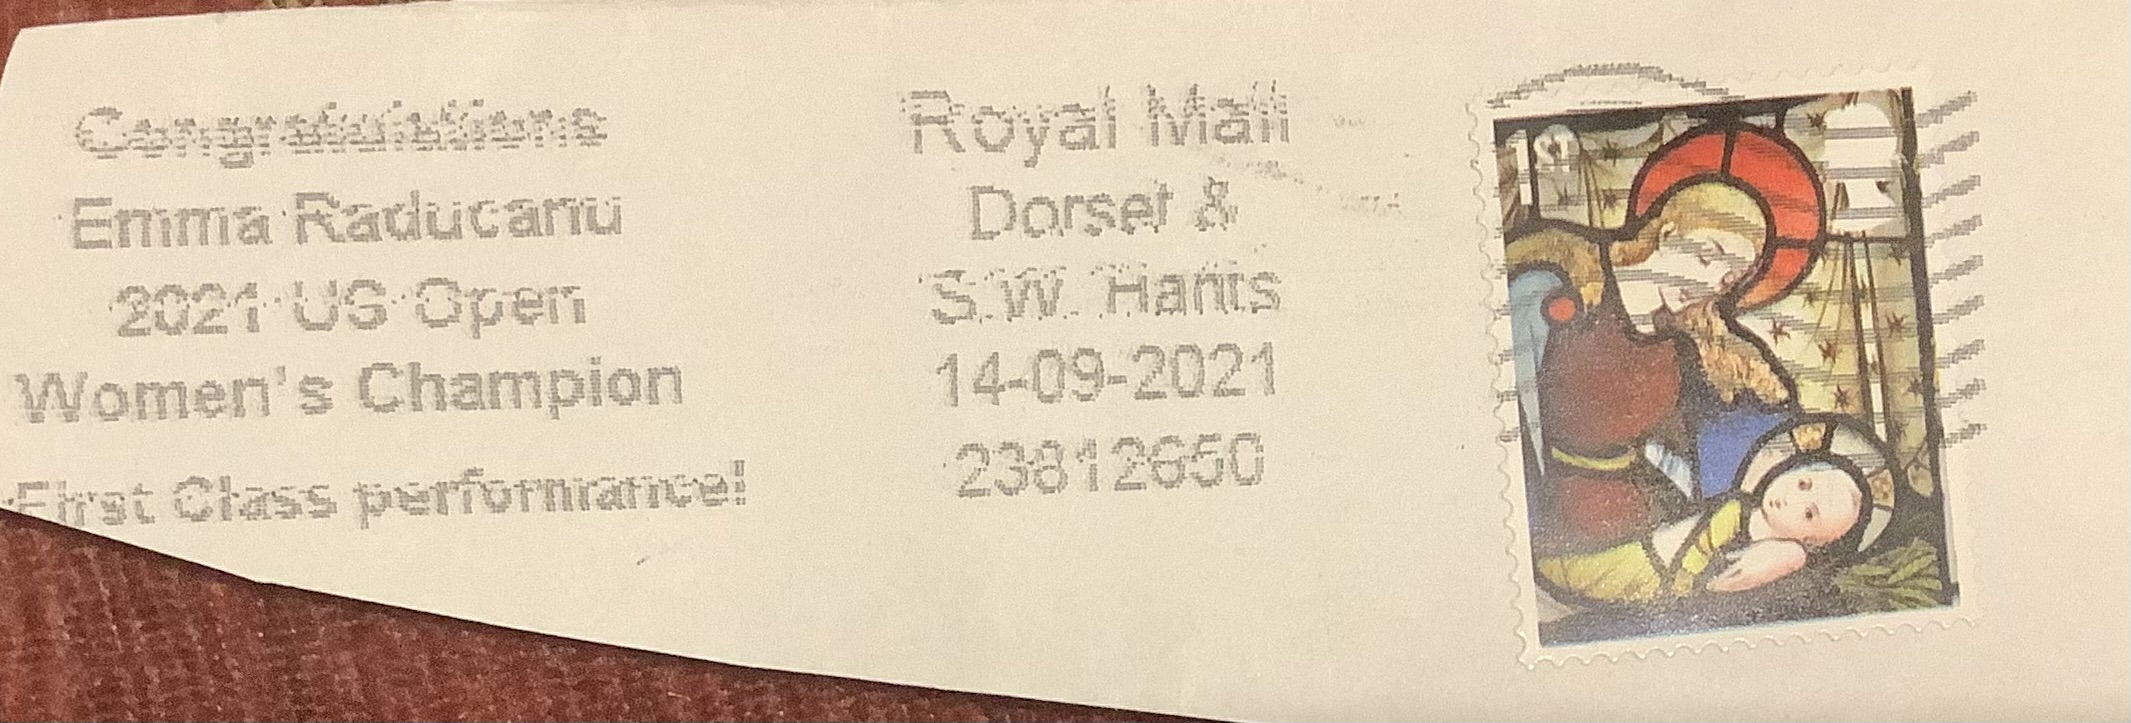 Congratulations
Emma Raducanu
2021 US Open
Women's Champion
First Class performance!
Royal Mail
Dorset &
S.W. Hants
14-09-2021
23812650
1ST